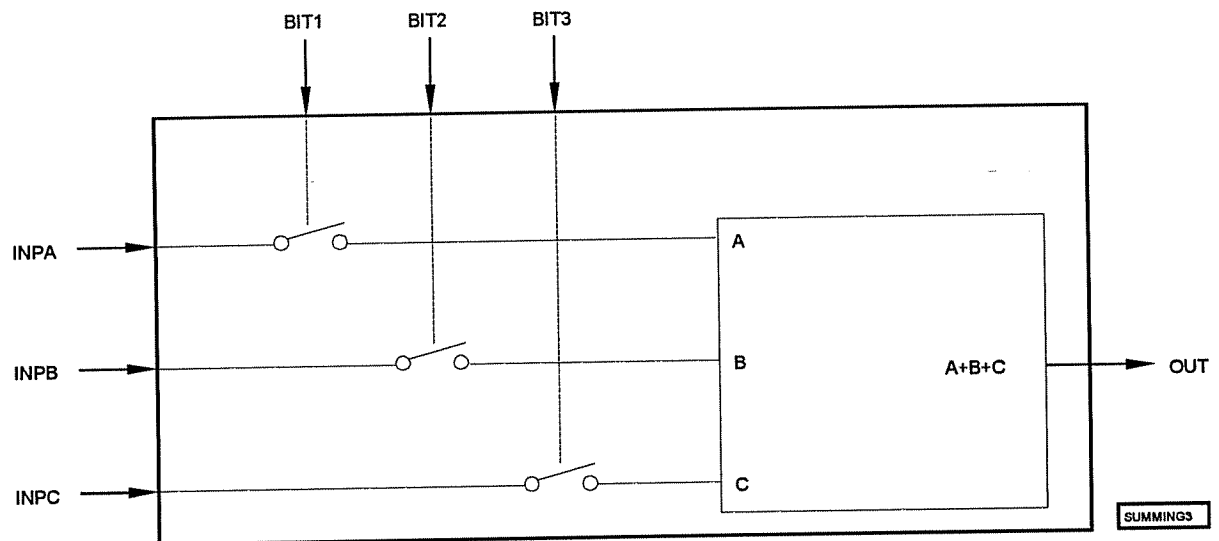 BIT1 BIT2 BIT3
INPA
A
INPB
B
A+B+C
OUT
INPC
C
SUMMING3